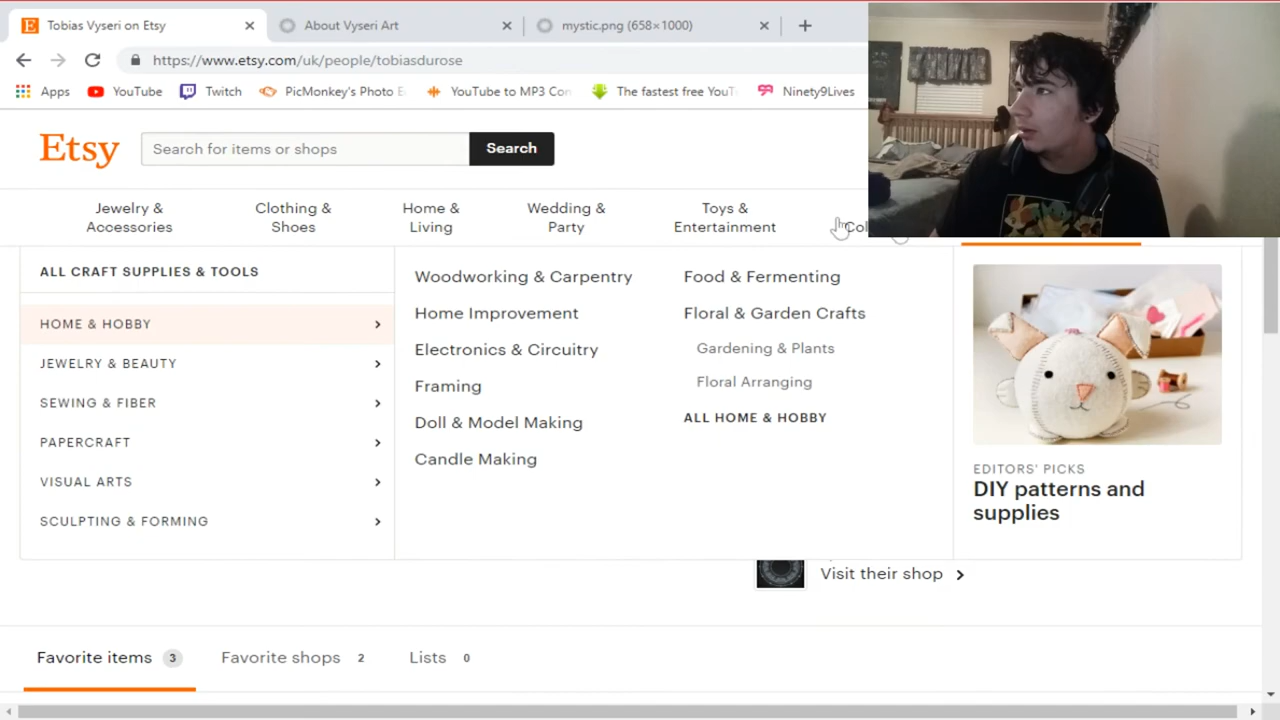 Tobias Vyseri on Etsy
About Vyseri Art
mystic.png (658×1000)
https://www.etsy.com/uk/people/tobiasdurose
Apps
YouTube
Twitch
PicMonkey's Photo E
YouTube to MP3 Con
The fastest free YouT
Ninety9Lives
Etsy
Search for items or shops
Search
Jewelry &
Accessories
Clothing &
Shoes
Home &
Living
Wedding &
Party
Toys &
Entertainment
Col
ALL CRAFT SUPPLIES & TOOLS
HOME & HOBBY
JEWELRY & BEAUTY
SEWING & FIBER
PAPERCRAFT
VISUAL ARTS
SCULPTING & FORMING
Woodworking & Carpentry
Home Improvement
Electronics & Circuitry
Framing
Doll & Model Making
Candle Making
Food & Fermenting
Floral & Garden Crafts
Gardening & Plants
Floral Arranging
ALL HOME & HOBBY
EDITORS' PICKS
DIY patterns and
supplies
Visit their shop
Favorite items 3
Favorite shops 2
Lists 0